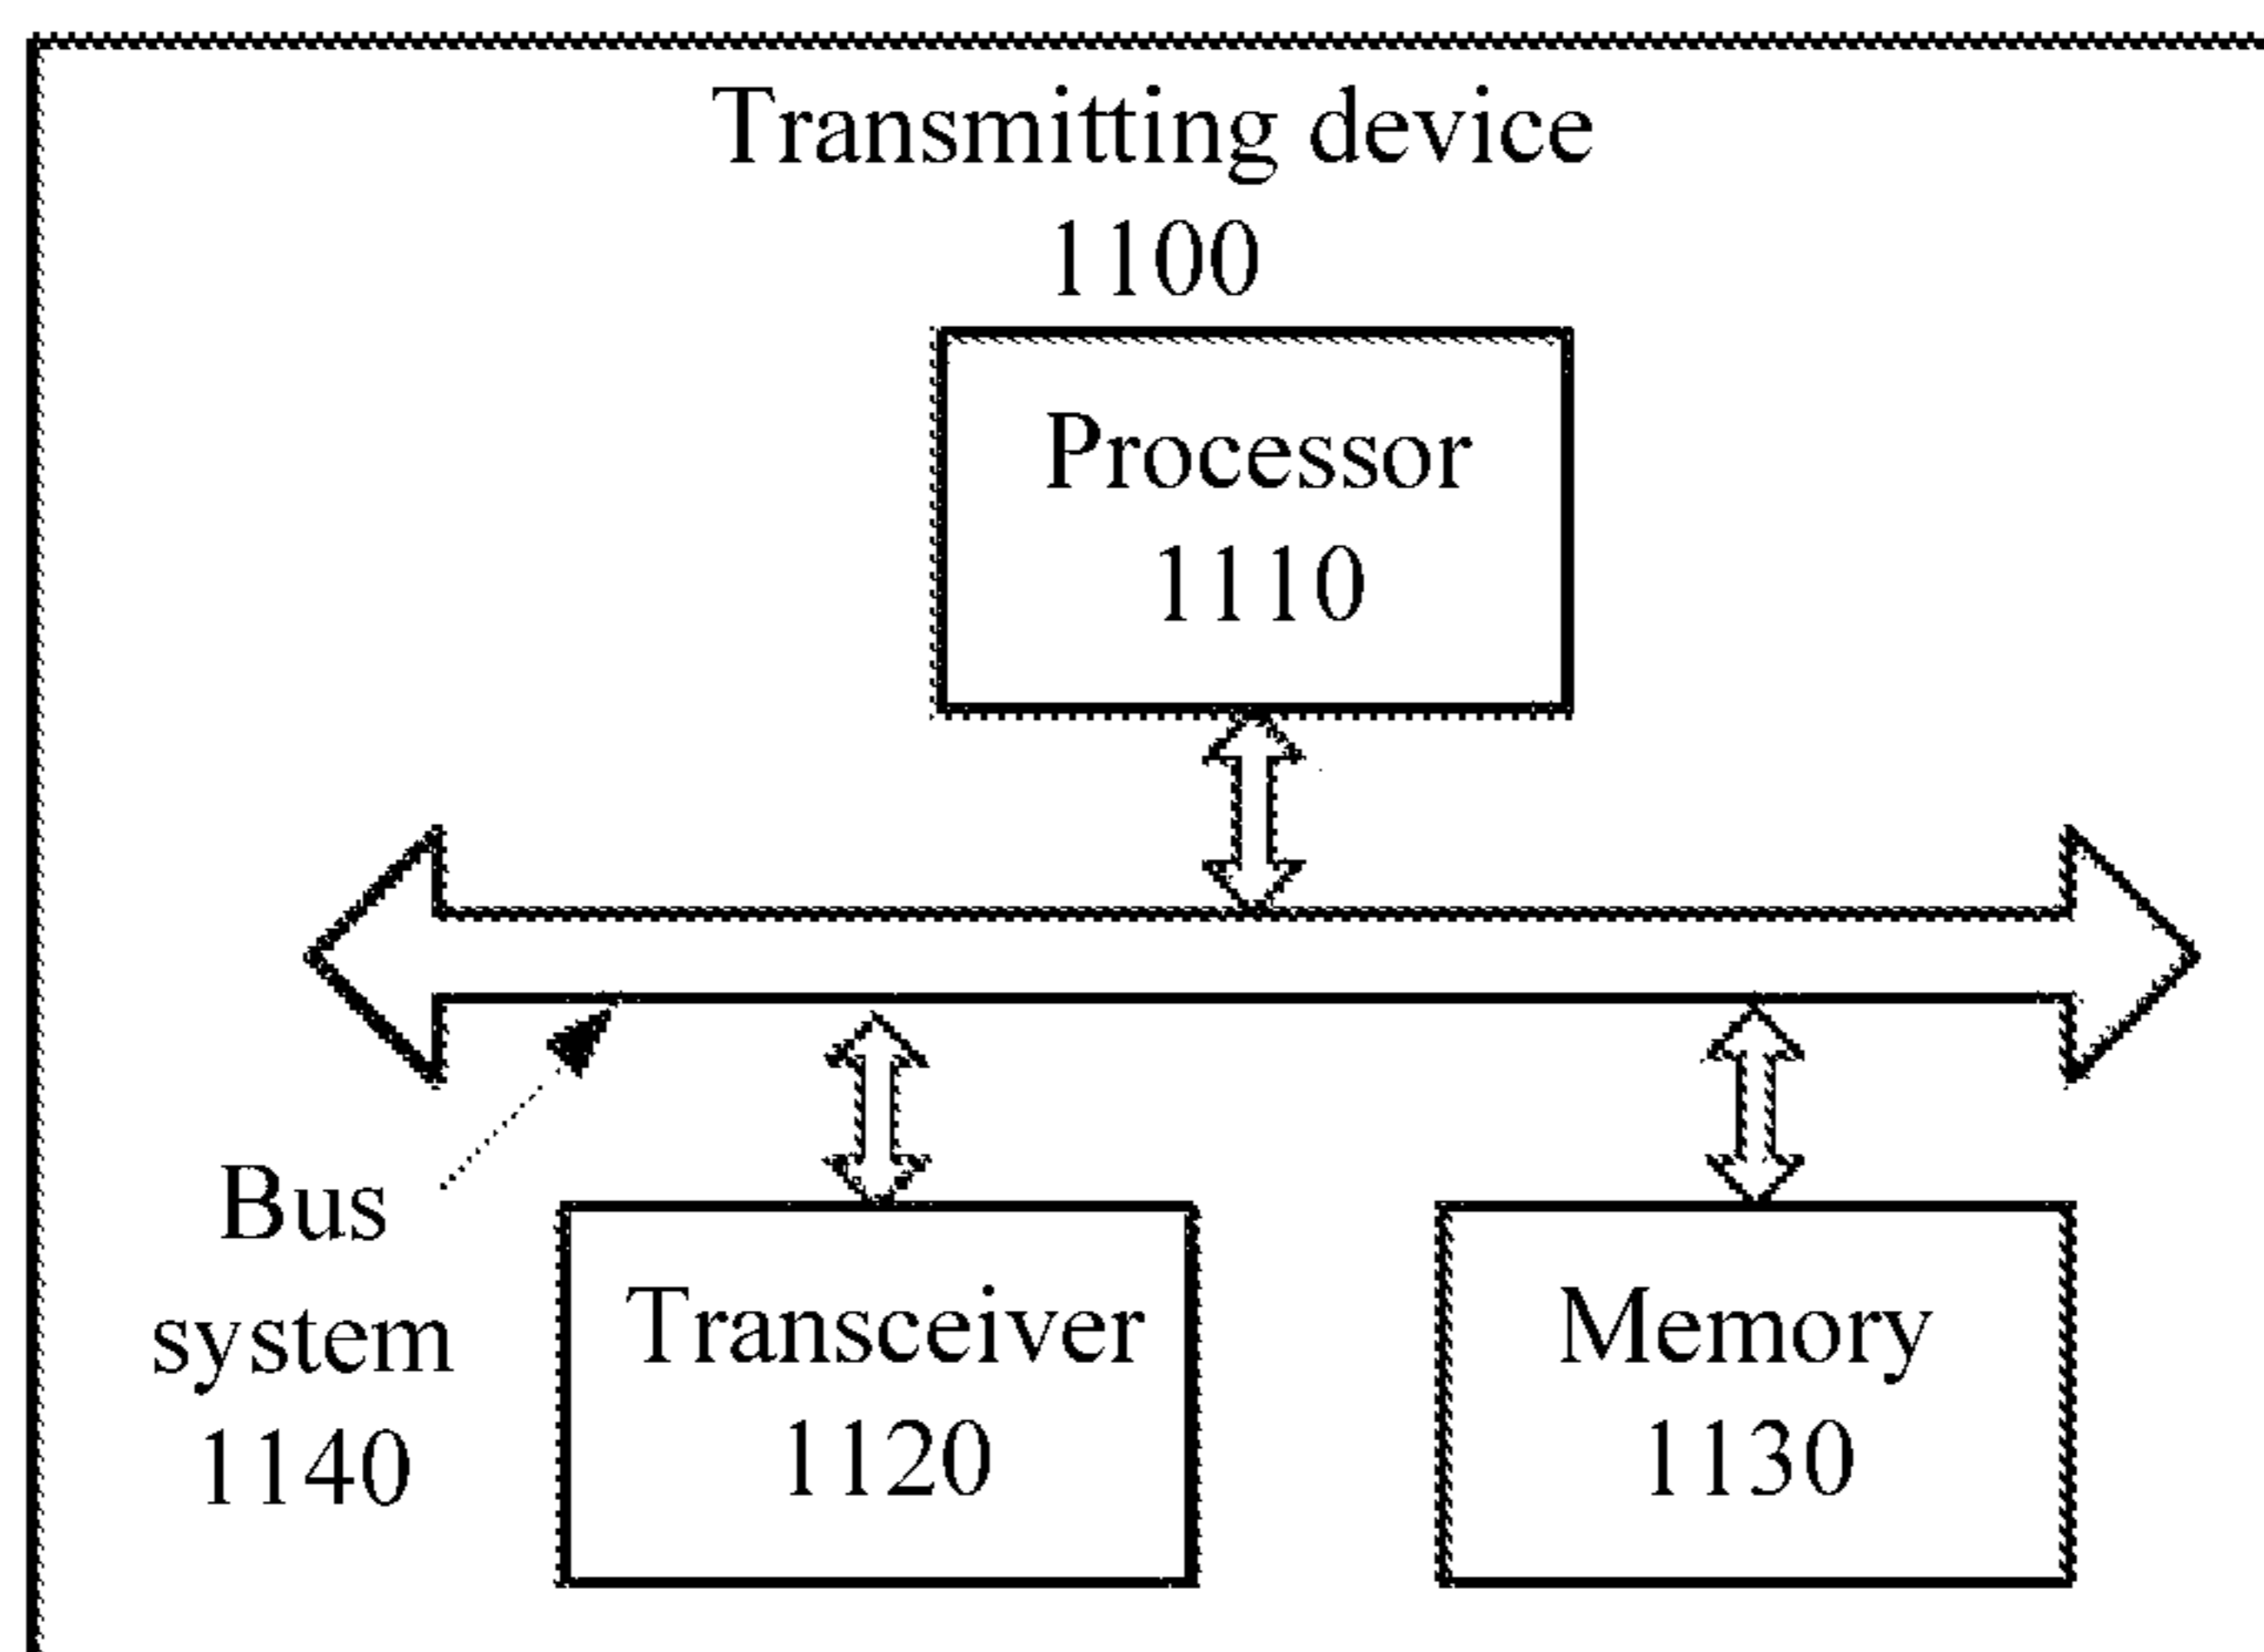 Transmitting device
1100
Processor
1110
Bus
system
1140
Transceiver
1120
Memory
1130